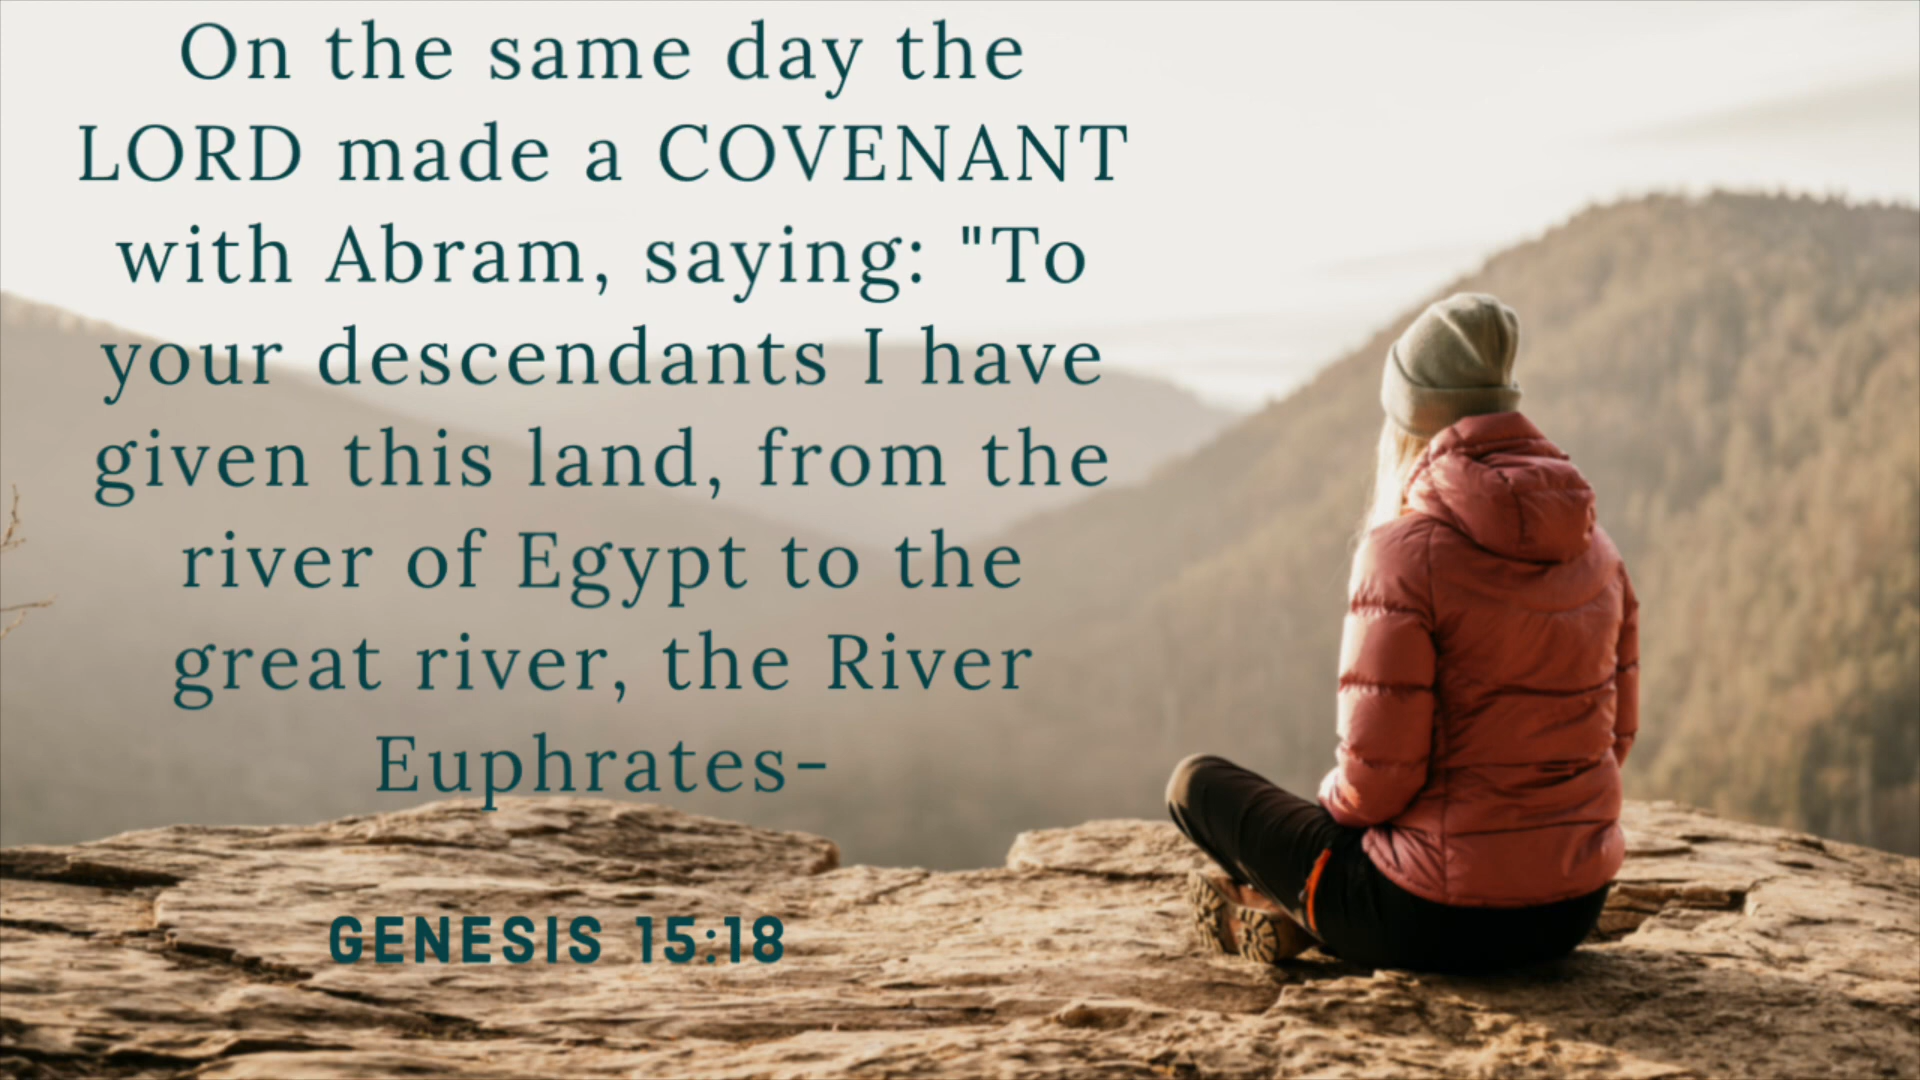 On the same day the
LORD made a COVENANT
with Abram, saying: "To
your descendants I have
given this land, from the
river of Egypt to the
great river, the River
Euphrates-
GENESIS 15:18